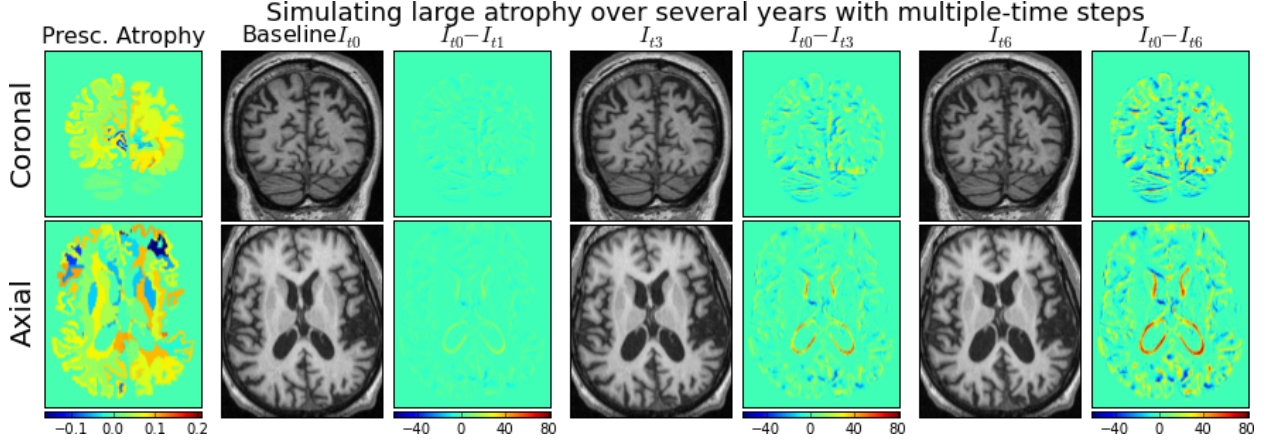 Simulating large atrophy over several years with multiple-time steps
Presc. Atrophy Baseline I_{t0} I_{t0}−I_{t1} I_{t3} I_{t0}−I_{t3} I_{t6} I_{t0}−I_{t6}
Coronal
Axial
−0.1 0.0 0.1 0.2 −40 0 40 80 −40 0 40 80 −40 0 40 80